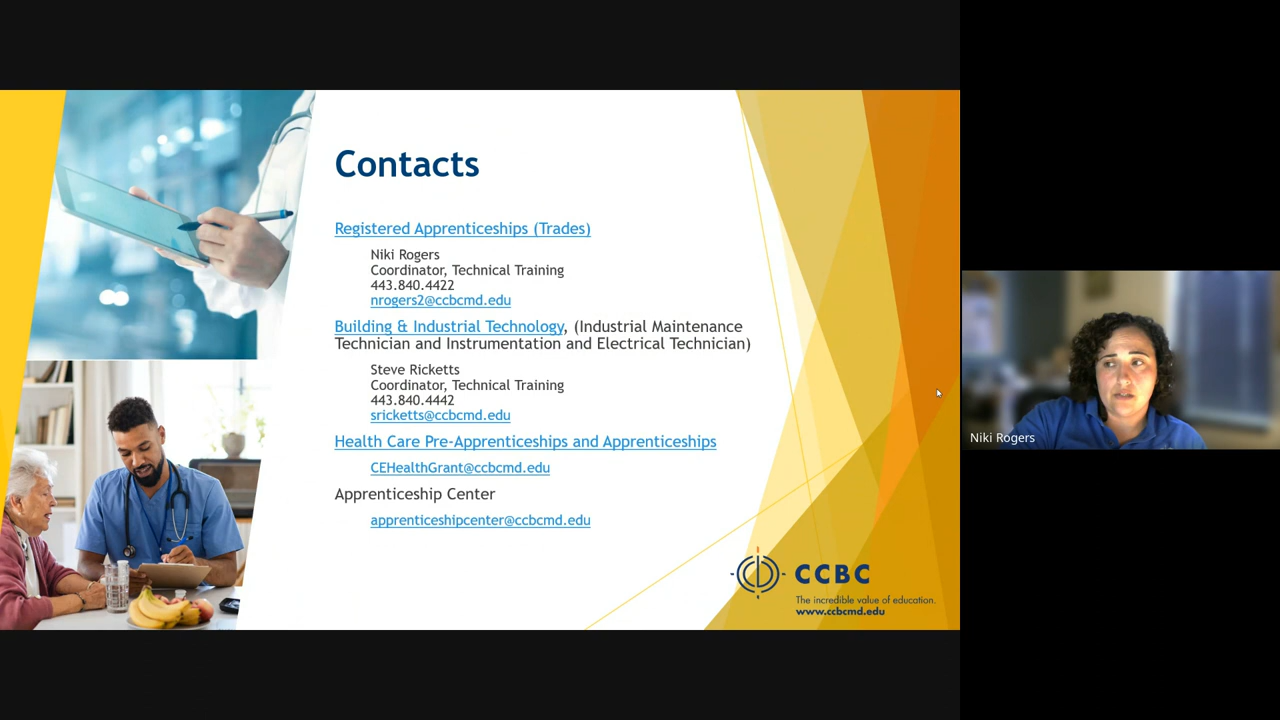 Contacts
Registered Apprenticeships (Trades)
Niki Rogers
Coordinator, Technical Training
443.840.4422
nrogers2@ccbcmd.edu
Building & Industrial Technology, (Industrial Maintenance
Technician and Instrumentation and Electrical Technician)
Steve Ricketts
Coordinator, Technical Training
443.840.4442
sricketts@ccbcmd.edu
Health Care Pre-Apprenticeships and Apprenticeships
CEHealthGrant@ccbcmd.edu
Apprenticeship Center
apprenticeshipcenter@ccbcmd.edu
CCBC
The incredible value of education.
www.ccbcmd.edu
Niki Rogers